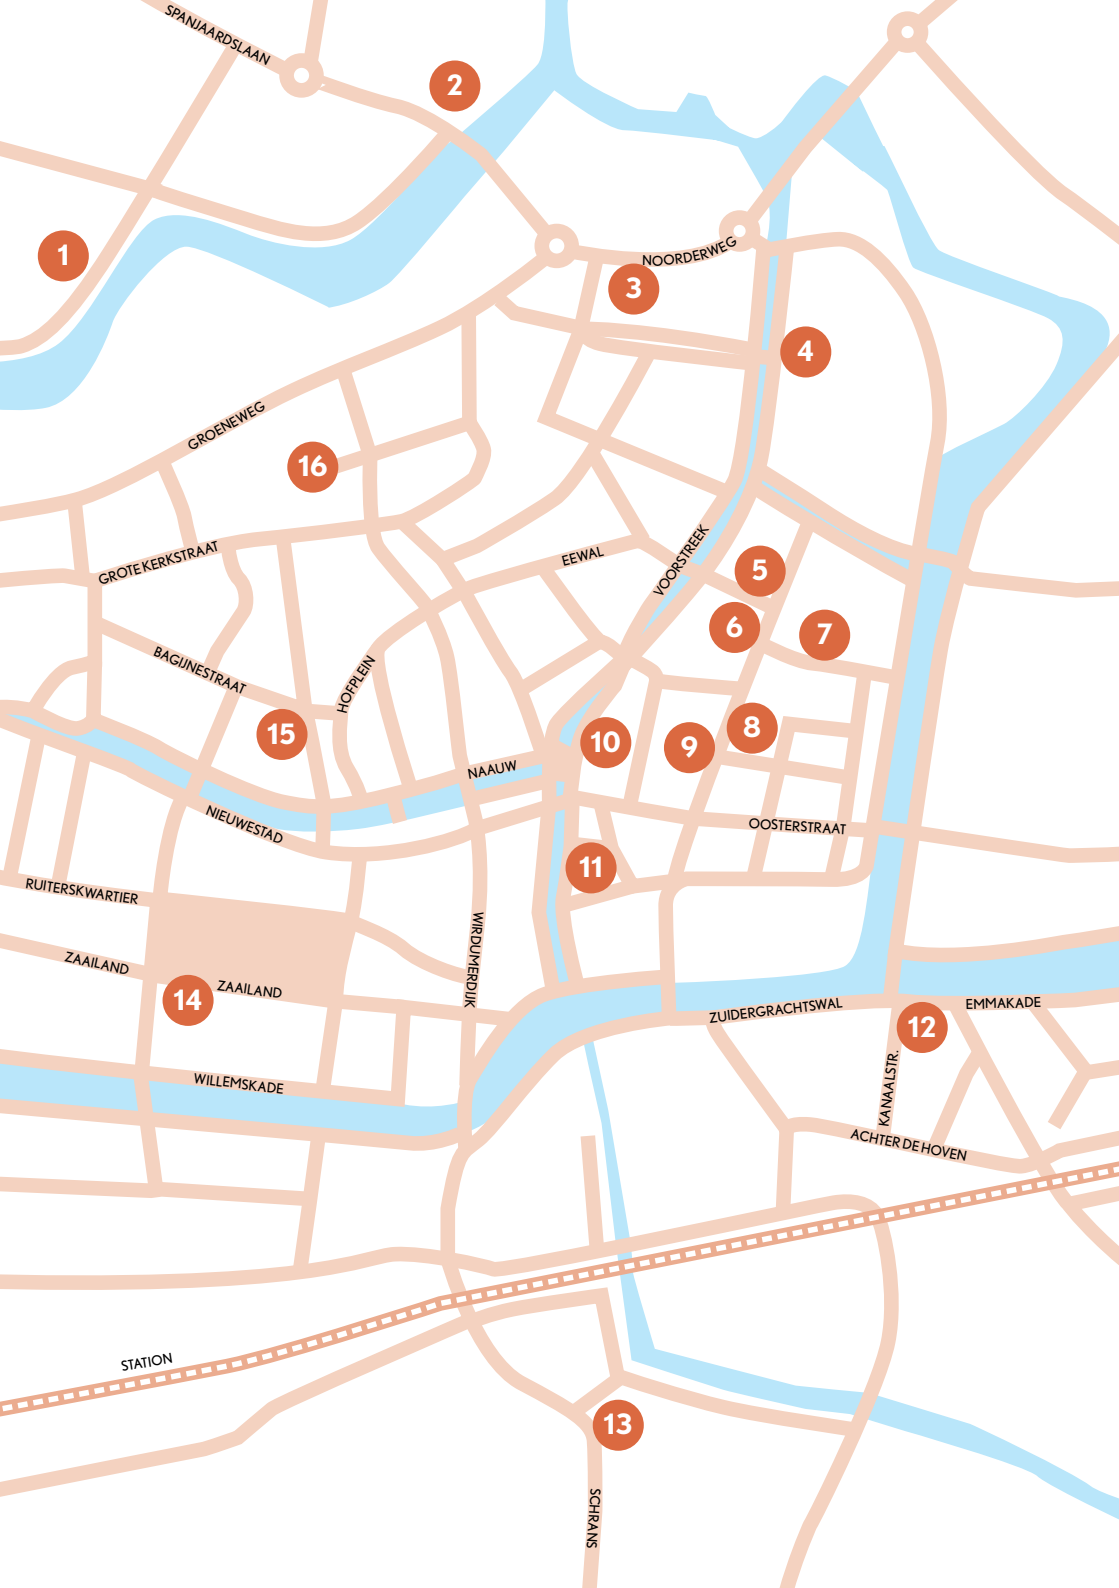 SPANJAARDSLAAN
2
1
NOORDERWEG
3
4
GROENEWEG
16
GROTE KERKSTRAAT
EEWAL
VOORSTREEK
5
6
7
BAGIJNESTRAAT
HOFPLEIN
15
10
9
8
NAAUW
NIEUWESTAD
OOSTERSTRAAT
11
RUITERSKWARTIER
WIRDUMERDIJK
ZAAILAND
ZAAILAND
14
ZUIDERGRACHTSWAL
EMMAKADE
12
WILLEMSKADE
KANAALSTR.
ACHTER DE HOVEN
STATION
13
SCHRANS